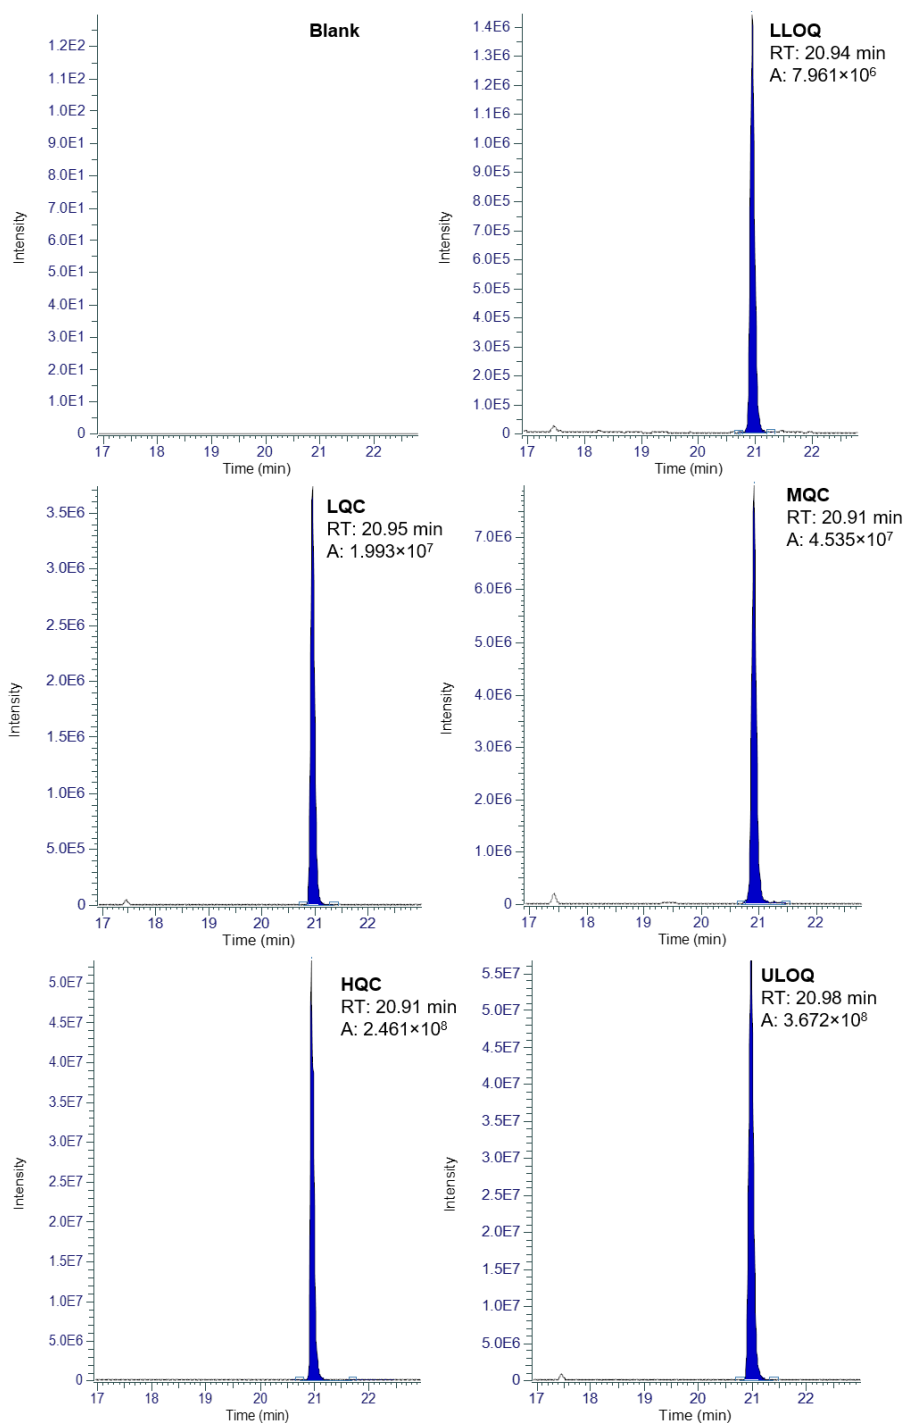 Blank
1.2E2
1.1E2
1.0E2
9.0E1
8.0E1
7.0E1
6.0E1
5.0E1
4.0E1
3.0E1
2.0E1
1.0E1
0
Intensity
17 18 19 20 21 22
Time (min)
LLOQ
RT: 20.94 min
A: 7.961×10⁶
1.4E6
1.3E6
1.2E6
1.1E6
1.0E6
9.0E5
8.0E5
7.0E5
6.0E5
5.0E5
4.0E5
3.0E5
2.0E5
1.0E5
0
Intensity
17 18 19 20 21 22
Time (min)
LQC
RT: 20.95 min
A: 1.993×10⁷
3.5E6
3.0E6
2.5E6
2.0E6
1.5E6
1.0E6
5.0E5
0
Intensity
17 18 19 20 21 22
Time (min)
MQC
RT: 20.91 min
A: 4.535×10⁷
7.0E6
6.0E6
5.0E6
4.0E6
3.0E6
2.0E6
1.0E6
0
Intensity
17 18 19 20 21 22
Time (min)
HQC
RT: 20.91 min
A: 2.461×10⁸
5.0E7
4.5E7
4.0E7
3.5E7
3.0E7
2.5E7
2.0E7
1.5E7
1.0E7
5.0E6
0
Intensity
17 18 19 20 21 22
Time (min)
ULOQ
RT: 20.98 min
A: 3.672×10⁸
5.5E7
5.0E7
4.5E7
4.0E7
3.5E7
3.0E7
2.5E7
2.0E7
1.5E7
1.0E7
5.0E6
0
Intensity
17 18 19 20 21 22
Time (min)